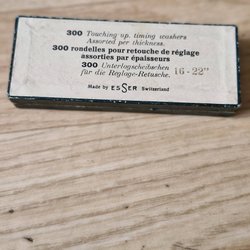 300 Touching up, timing washers
Assorted per thickness.
300 rondelles pour retouche de réglage
assorties par épaisseurs
300 Unterlogscheibschen
für die Reglage-Retusche. 16-22'''
Made by ESSER Switzerland